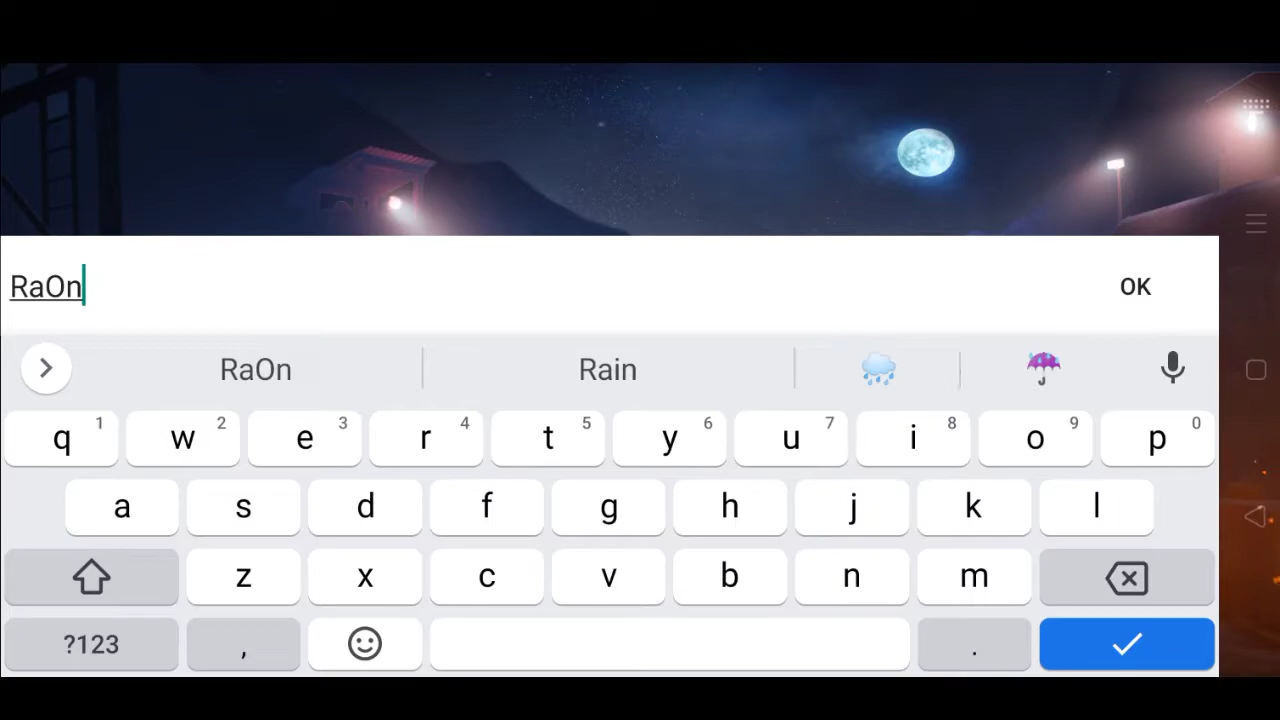 RaOn
OK
RaOn Rain
q 1 w 2 e 3 r 4 t 5 y 6 u 7 i 8 o 9 p 0
a s d f g h j k l
z x c v b n m
?123 , .